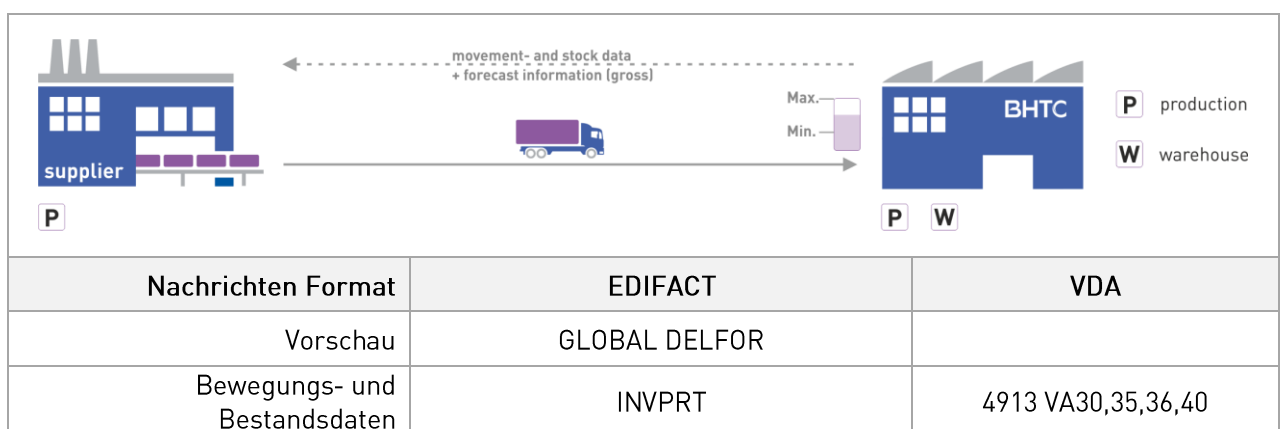 movement- and stock data
+ forecast information (gross)
Max.
Min.
BHTC
P production
W warehouse
supplier
P
P W
Nachrichten Format EDIFACT VDA
Vorschau GLOBAL DELFOR
Bewegungs- und
Bestandsdaten INVPRT 4913 VA30,35,36,40